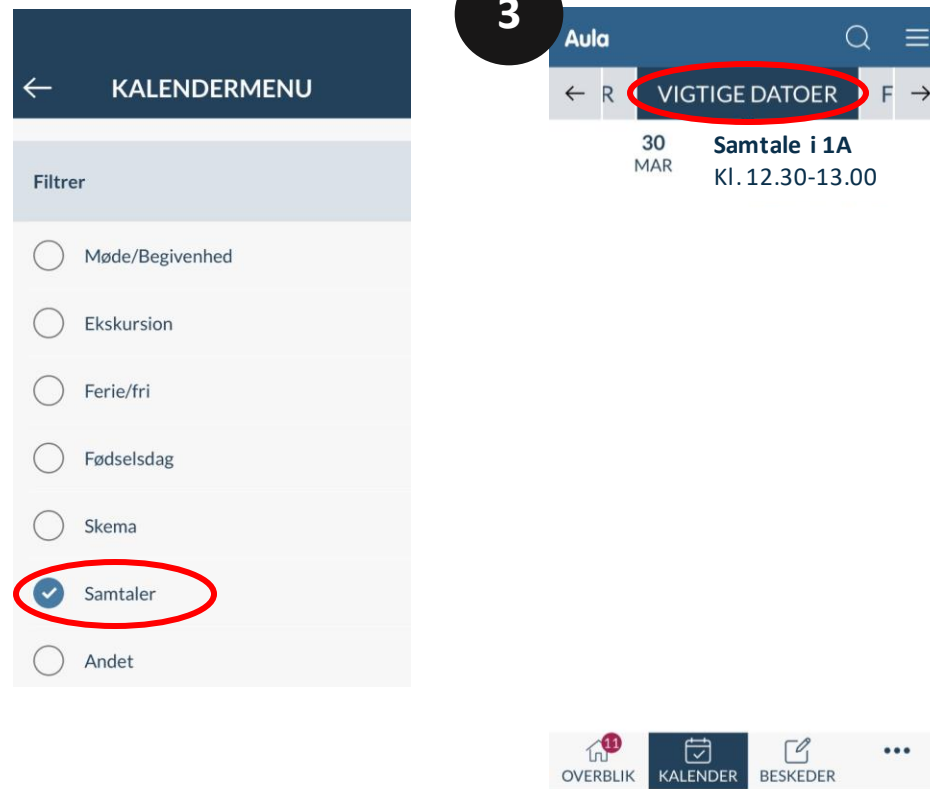 KALENDERMENU
Filtrer
Møde/Begivenhed
Ekskursion
Ferie/fri
Fødselsdag
Skema
Samtaler
Andet
3
Aula
R VIGTIGE DATOER F
30 Samtale i 1A
MAR Kl. 12.30-13.00
11
OVERBLIK KALENDER BESKEDER